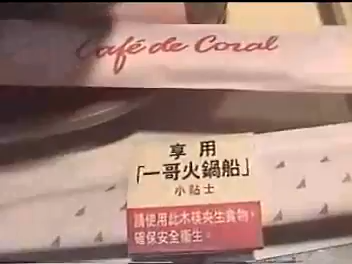 Café de Coral
享用
「一哥火鍋船」
小貼士
請使用此木筷夾生食物，
確保安全衞生。